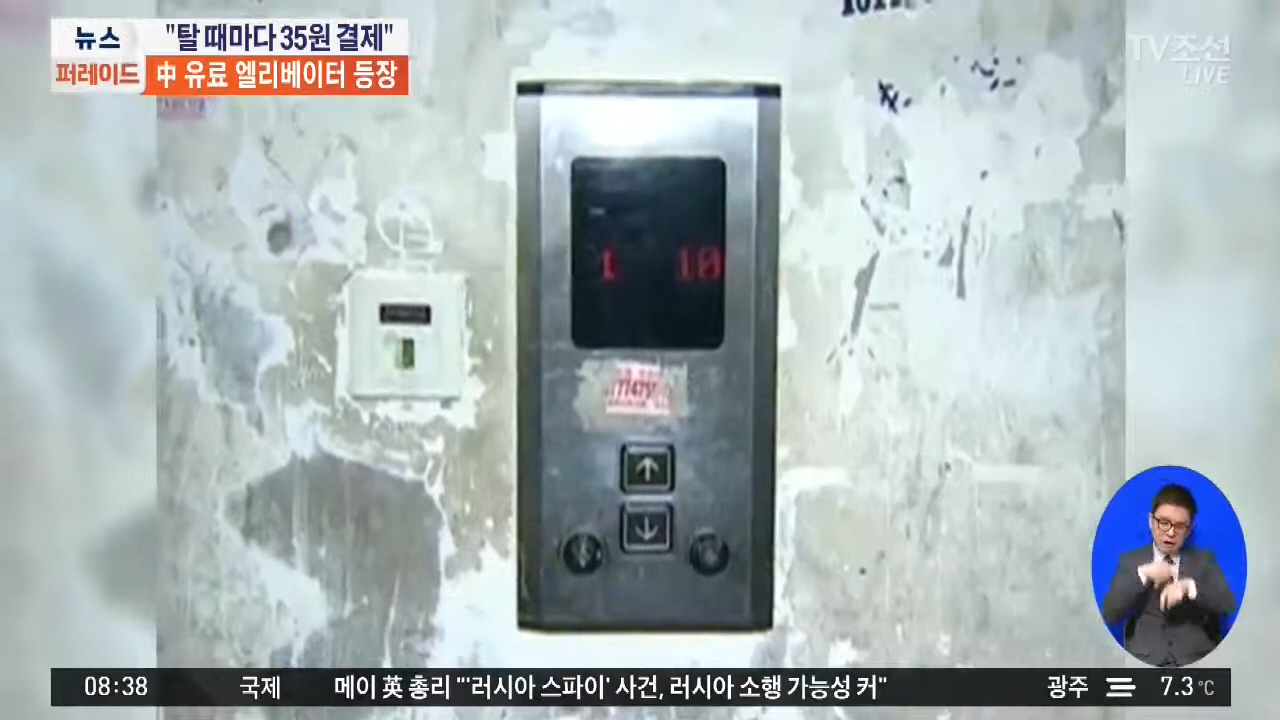 뉴스 "탈 때마다 35원 결제"
퍼레이드 中 유료 엘리베이터 등장
TV조선
LIVE
1 10
08:38 국제 메이 英 총리 "'러시아 스파이' 사건, 러시아 소행 가능성 커" 광주 7.3℃